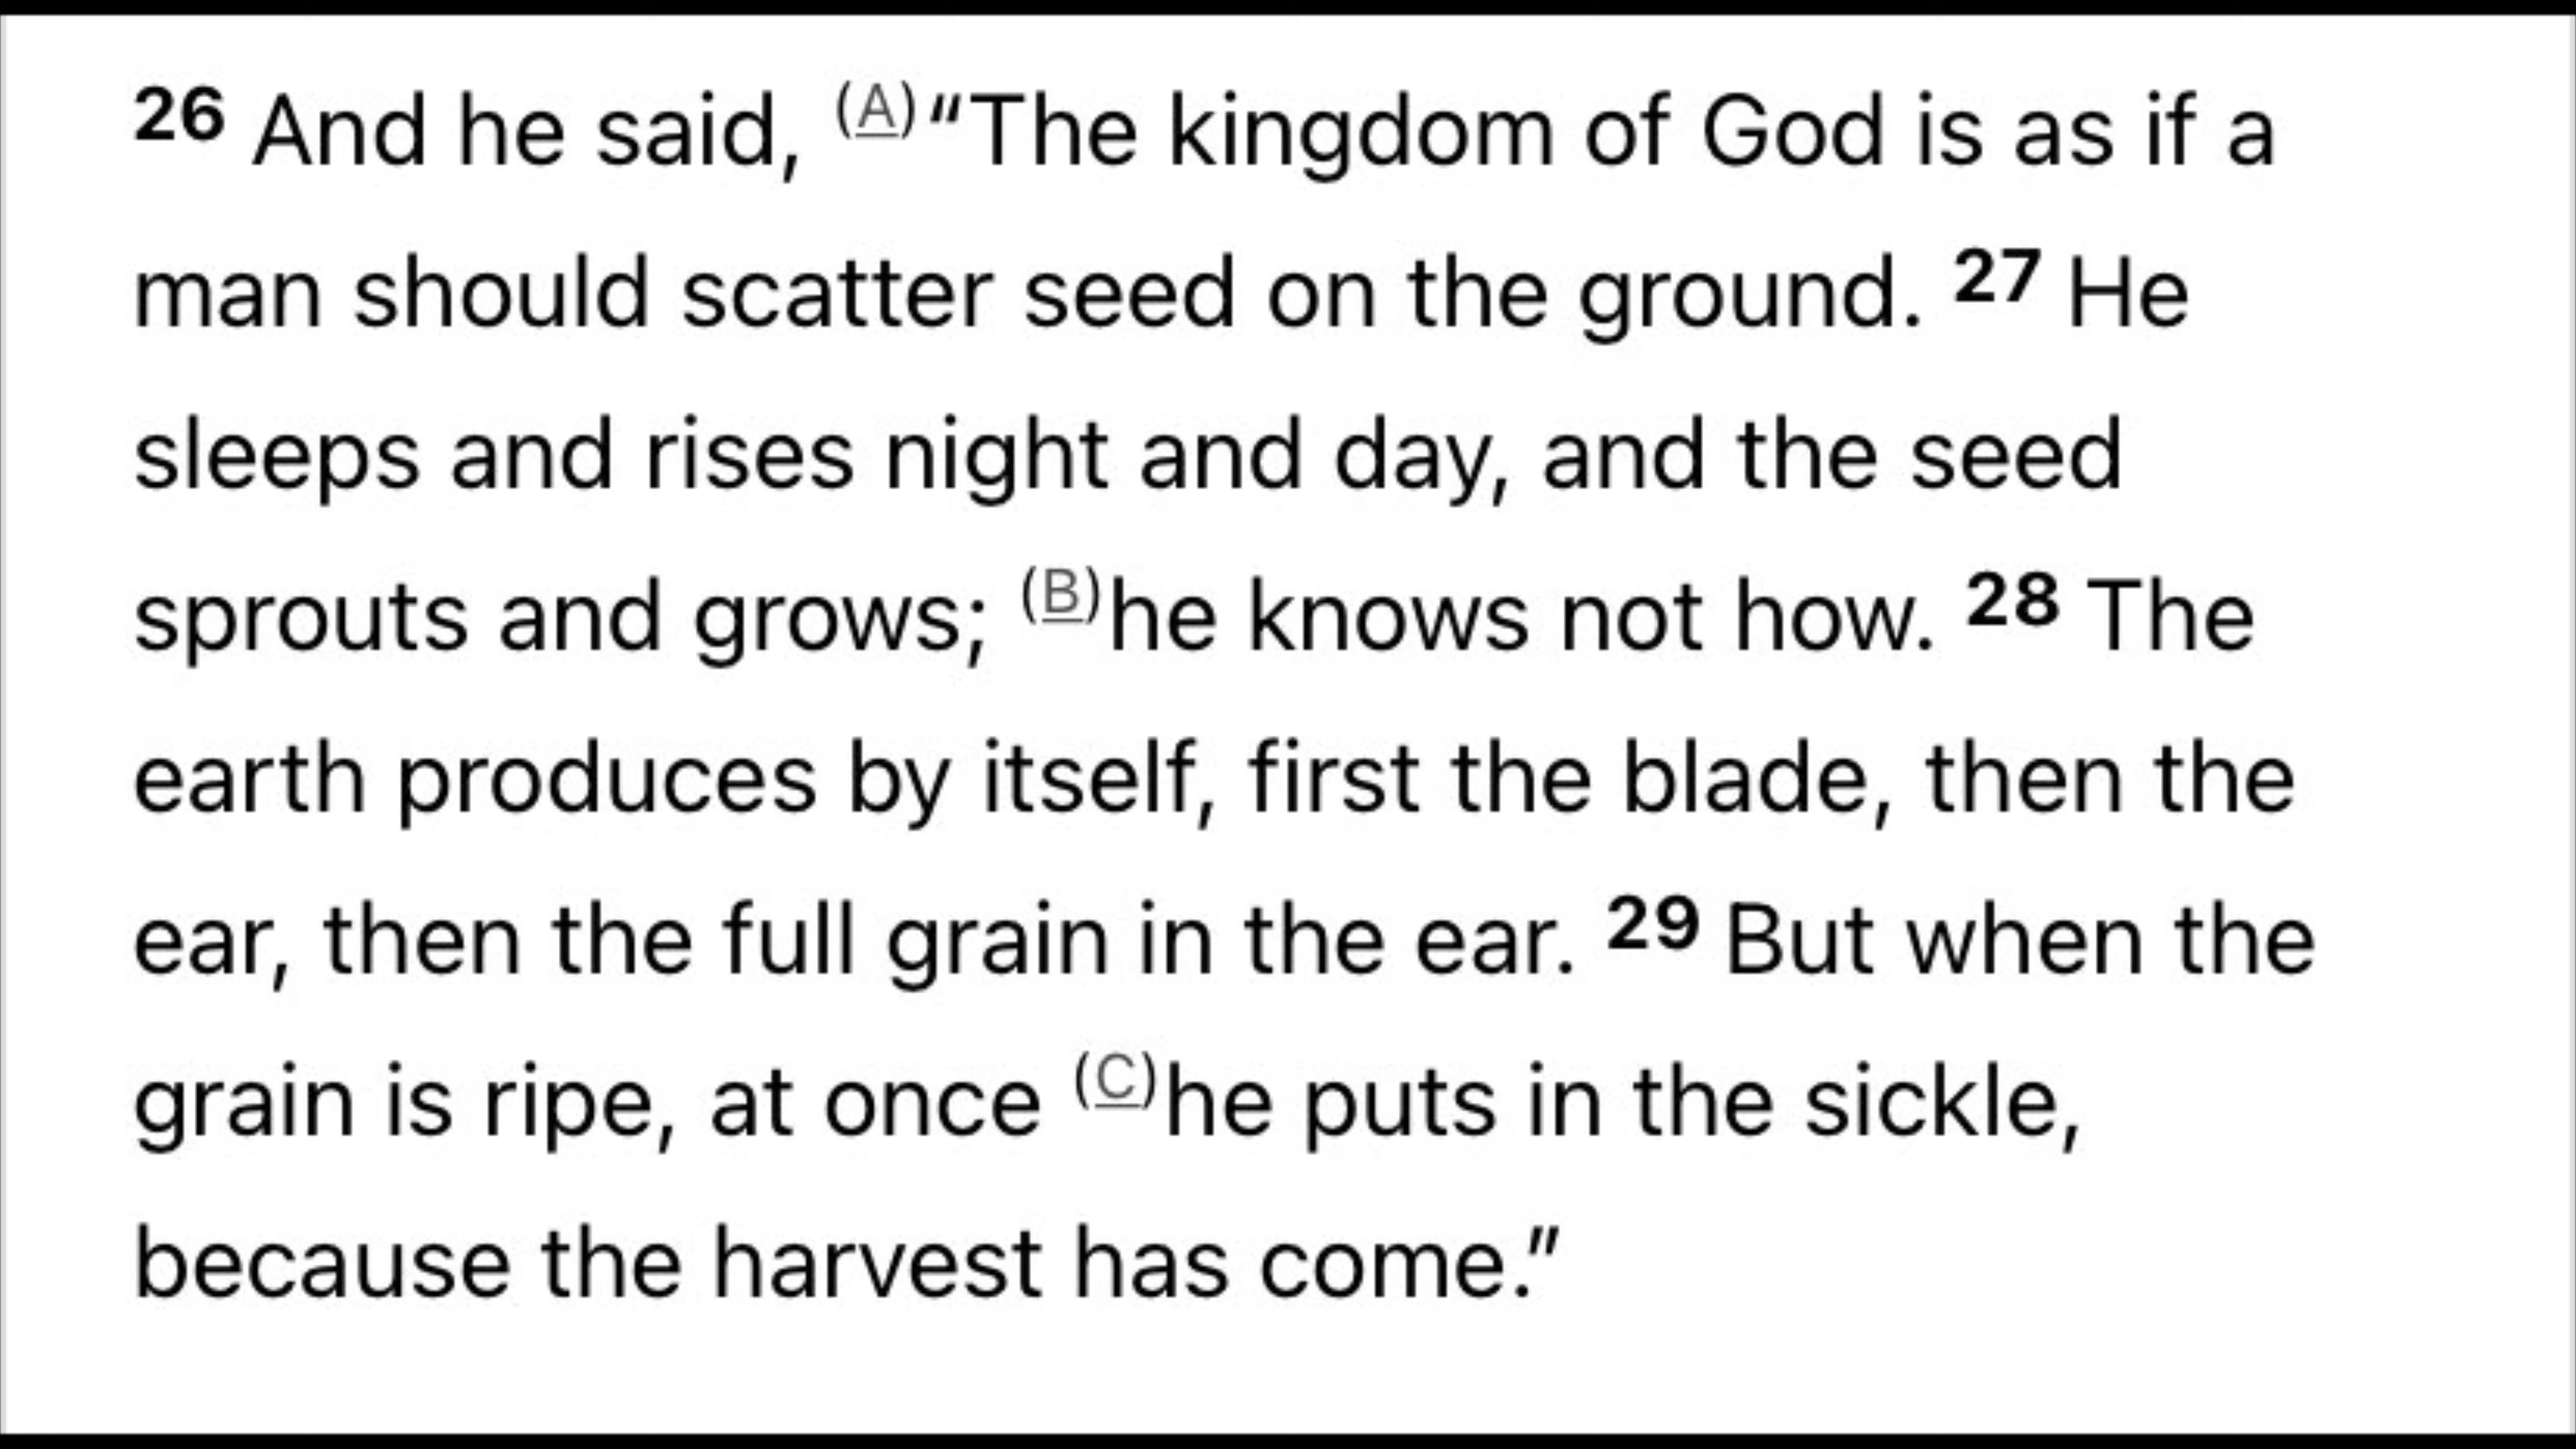 26 And he said, (A)“The kingdom of God is as if a
man should scatter seed on the ground. 27 He
sleeps and rises night and day, and the seed
sprouts and grows; (B)he knows not how. 28 The
earth produces by itself, first the blade, then the
ear, then the full grain in the ear. 29 But when the
grain is ripe, at once (C)he puts in the sickle,
because the harvest has come.”